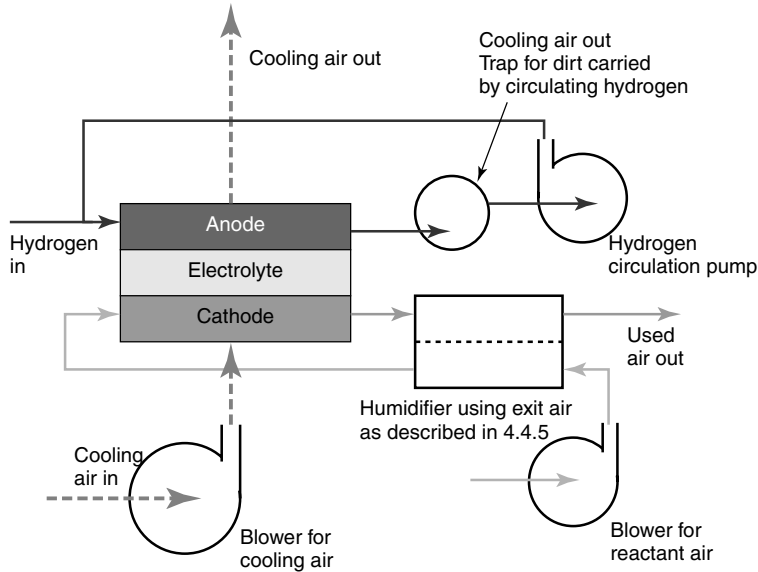 Cooling air out
Trap for dirt carried
by circulating hydrogen
Cooling air out
Anode
Hydrogen
in
Hydrogen
circulation pump
Electrolyte
Cathode
Used
air out
Humidifier using exit air
as described in 4.4.5
Cooling
air in
Blower for
cooling air
Blower for
reactant air